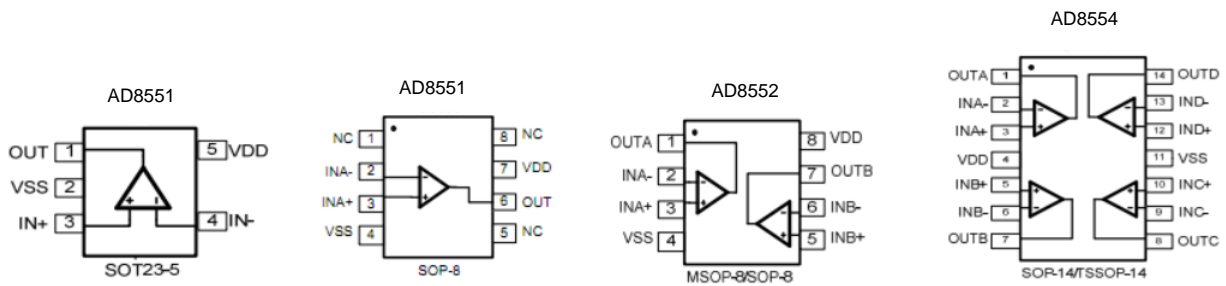 AD8551
OUT 1
VSS 2
IN+ 3
5 VDD
4 IN-
+ -
SOT23-5
AD8551
NC 1
INA- 2
INA+ 3
VSS 4
8 NC
7 VDD
6 OUT
5 NC
- +
SOP-8
AD8552
OUTA 1
INA- 2
INA+ 3
VSS 4
8 VDD
7 OUTB
6 INB-
5 INB+
- +
- +
MSOP-8/SOP-8
AD8554
OUTA 1
INA- 2
INA+ 3
VDD 4
INB+ 5
INB- 6
OUTB 7
14 OUTD
13 IND-
12 IND+
11 VSS
10 INC+
9 INC-
8 OUTC
- +
- +
+ -
+ -
SOP-14/TSSOP-14